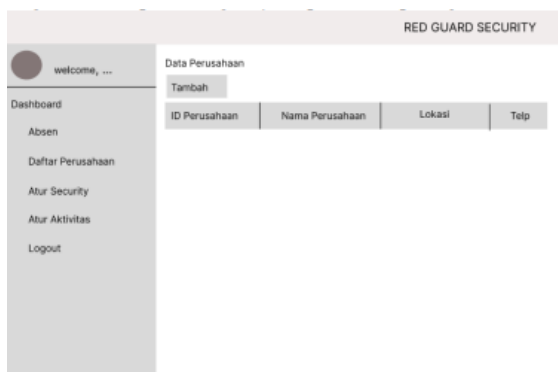 RED GUARD SECURITY
welcome, ...
Dashboard
Absen
Daftar Perusahaan
Atur Security
Atur Aktivitas
Logout
Data Perusahaan
Tambah
ID Perusahaan Nama Perusahaan Lokasi Telp